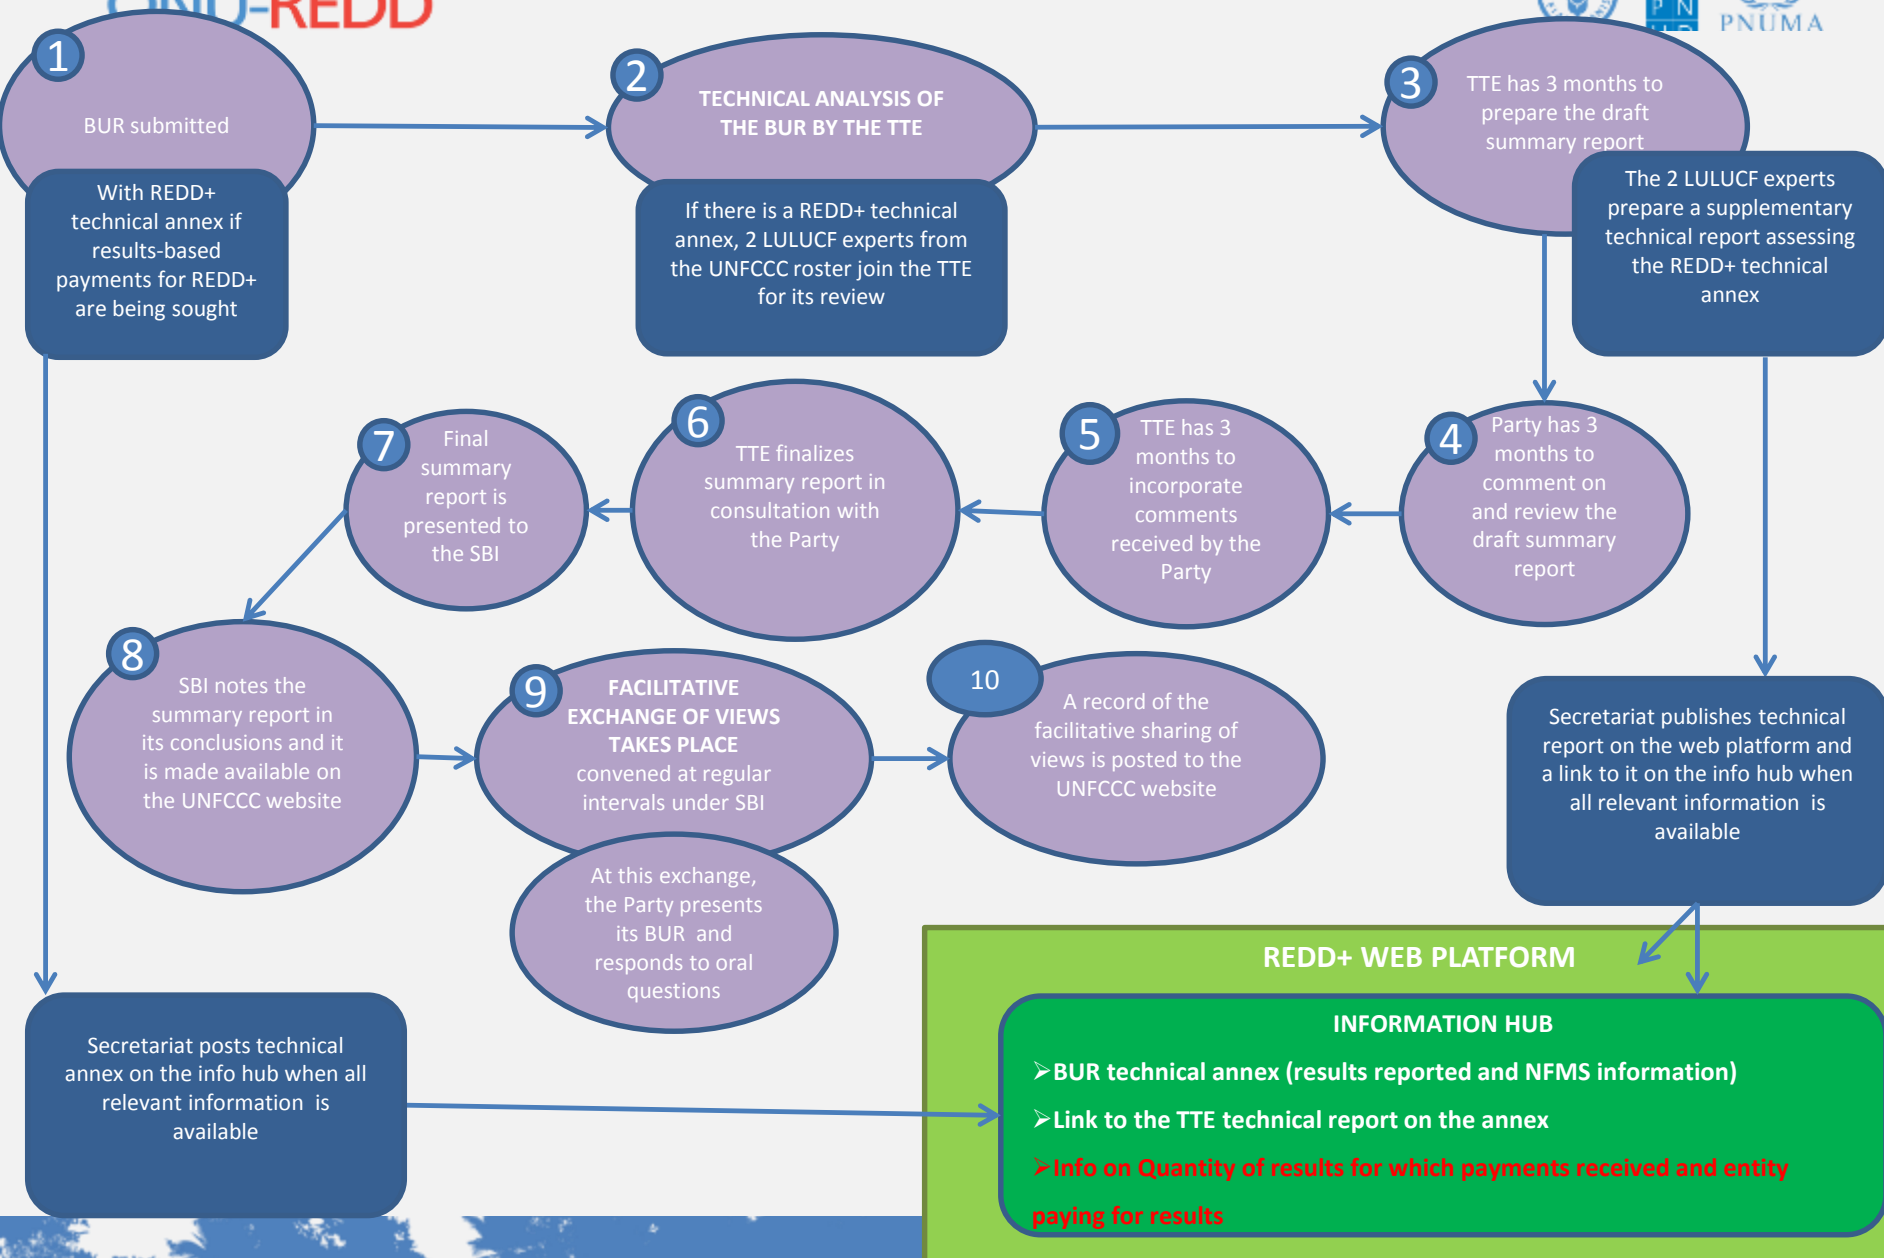 ONU-REDD
P N
U D
PNUMA
1
BUR submitted
With REDD+
technical annex if
results-based
payments for REDD+
are being sought
2
TECHNICAL ANALYSIS OF
THE BUR BY THE TTE
If there is a REDD+ technical
annex, 2 LULUCF experts from
the UNFCCC roster join the TTE
for its review
3
TTE has 3 months to
prepare the draft
summary report
The 2 LULUCF experts
prepare a supplementary
technical report assessing
the REDD+ technical
annex
4
Party has 3
months to
comment on
and review the
draft summary
report
5
TTE has 3
months to
incorporate
comments
received by the
Party
6
TTE finalizes
summary report in
consultation with
the Party
7
Final
summary
report is
presented to
the SBI
8
SBI notes the
summary report in
its conclusions and it
is made available on
the UNFCCC website
9
FACILITATIVE
EXCHANGE OF VIEWS
TAKES PLACE
convened at regular
intervals under SBI
At this exchange,
the Party presents
its BUR and
responds to oral
questions
10
A record of the
facilitative sharing of
views is posted to the
UNFCCC website
Secretariat publishes technical
report on the web platform and
a link to it on the info hub when
all relevant information is
available
Secretariat posts technical
annex on the info hub when all
relevant information is
available
REDD+ WEB PLATFORM
INFORMATION HUB
➢BUR technical annex (results reported and NFMS information)
➢Link to the TTE technical report on the annex
➢Info on Quantity of results for which payments received and entity
paying for results